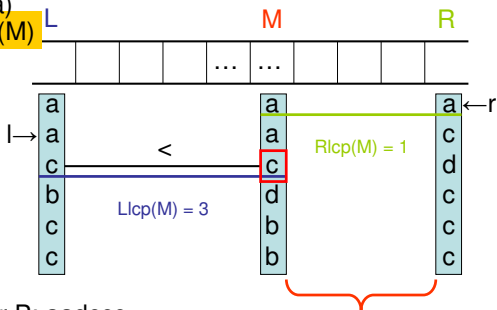 a)
(M) L M R
... ...
a a a←r
l→ a a c
< Rlcp(M) = 1
c c d
b d c
Llcp(M) = 3
c b c
c b c